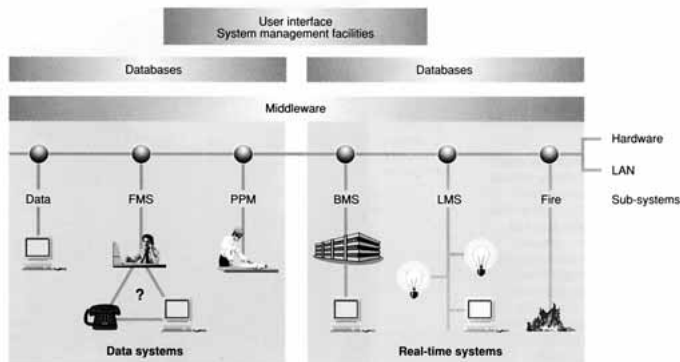 User interface
System management facilities
Databases
Databases
Middleware
Hardware
LAN
Data
FMS
PPM
BMS
LMS
Fire
Sub-systems
?
Data systems
Real-time systems